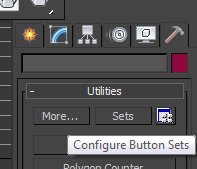 -
Utilities
More...
Sets
Configure Button Sets
Polygon Counter